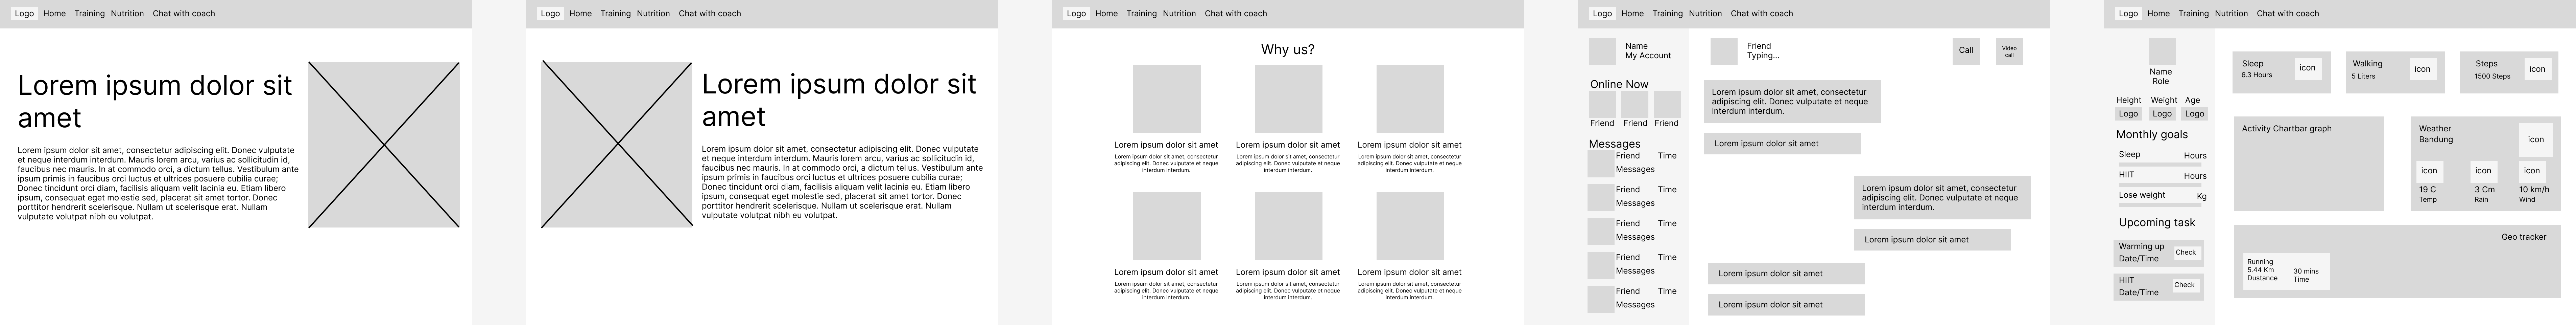 Logo Home Training Nutrition Chat with coach
Lorem ipsum dolor sit
amet
Lorem ipsum dolor sit amet, consectetur adipiscing elit. Donec vulputate
et neque interdum interdum. Mauris lorem arcu, varius ac sollicitudin id,
faucibus nec mauris. In at commodo orci, a dictum tellus. Vestibulum ante
ipsum primis in faucibus orci luctus et ultrices posuere cubilia curae;
Donec tincidunt orci diam, facilisis aliquam velit lacinia eu. Etiam libero
ipsum, consequat eget molestie sed, placerat sit amet tortor. Donec
porttitor hendrerit scelerisque. Nullam ut scelerisque erat. Nullam
vulputate volutpat nibh eu volutpat.
Logo Home Training Nutrition Chat with coach
Lorem ipsum dolor sit
amet
Lorem ipsum dolor sit amet, consectetur adipiscing elit. Donec vulputate
et neque interdum interdum. Mauris lorem arcu, varius ac sollicitudin id,
faucibus nec mauris. In at commodo orci, a dictum tellus. Vestibulum ante
ipsum primis in faucibus orci luctus et ultrices posuere cubilia curae;
Donec tincidunt orci diam, facilisis aliquam velit lacinia eu. Etiam libero
ipsum, consequat eget molestie sed, placerat sit amet tortor. Donec
porttitor hendrerit scelerisque. Nullam ut scelerisque erat. Nullam
vulputate volutpat nibh eu volutpat.
Logo Home Training Nutrition Chat with coach
Why us?
Lorem ipsum dolor sit amet
Lorem ipsum dolor sit amet, consectetur
adipiscing elit. Donec vulputate et neque
interdum interdum.
Lorem ipsum dolor sit amet
Lorem ipsum dolor sit amet, consectetur
adipiscing elit. Donec vulputate et neque
interdum interdum.
Lorem ipsum dolor sit amet
Lorem ipsum dolor sit amet, consectetur
adipiscing elit. Donec vulputate et neque
interdum interdum.
Lorem ipsum dolor sit amet
Lorem ipsum dolor sit amet, consectetur
adipiscing elit. Donec vulputate et neque
interdum interdum.
Lorem ipsum dolor sit amet
Lorem ipsum dolor sit amet, consectetur
adipiscing elit. Donec vulputate et neque
interdum interdum.
Lorem ipsum dolor sit amet
Lorem ipsum dolor sit amet, consectetur
adipiscing elit. Donec vulputate et neque
interdum interdum.
Logo Home Training Nutrition Chat with coach
Name
My Account
Online Now
Friend Friend Friend
Messages
Friend Time
Messages
Friend Time
Messages
Friend Time
Messages
Friend Time
Messages
Friend Time
Messages
Friend
Typing...
Call
Video
call
Lorem ipsum dolor sit amet, consectetur
adipiscing elit. Donec vulputate et neque
interdum interdum.
Lorem ipsum dolor sit amet
Lorem ipsum dolor sit amet, consectetur
adipiscing elit. Donec vulputate et neque
interdum interdum.
Lorem ipsum dolor sit amet
Lorem ipsum dolor sit amet
Lorem ipsum dolor sit amet
Logo Home Training Nutrition Chat with coach
Name
Role
Height Weight Age
Logo Logo Logo
Monthly goals
Sleep Hours
HIIT Hours
Lose weight Kg
Upcoming task
Warming up
Date/Time
Check
HIIT
Date/Time
Check
Sleep
6.3 Hours
icon
Walking
5 Liters
icon
Steps
1500 Steps
icon
Activity Chartbar graph
Weather
Bandung
icon
icon icon icon
19 C 3 Cm 10 km/h
Temp Rain Wind
Geo tracker
Running
5.44 Km
Dustance
30 mins
Time